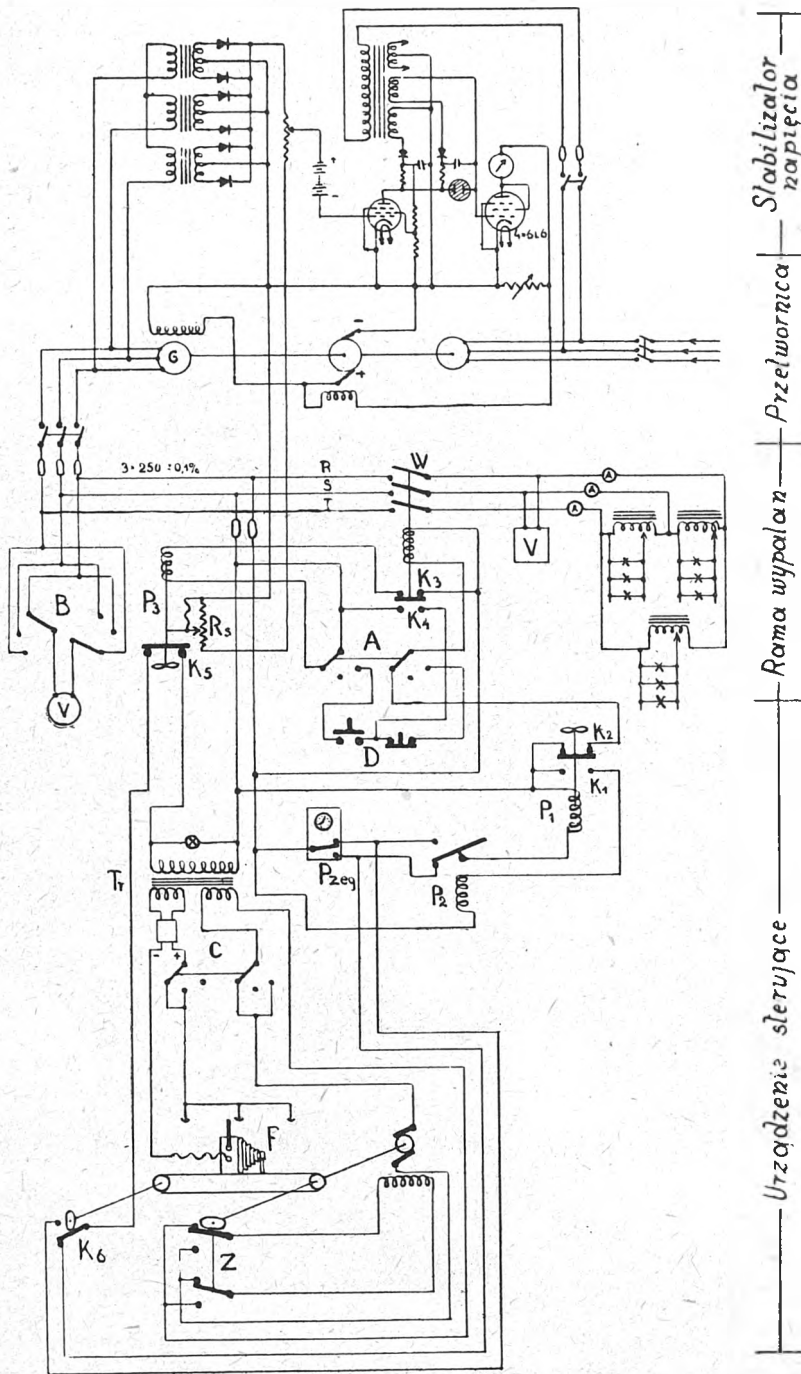 Stabilizator
napięcia
Przetwornica
Rama wypalań
Urządzenie sterujące
+
-
4×6L6
-
G
+
3×250 ±0,1%
R
S
T
W
A
A
A
V
B
V
P3
R3
K5
K3
K4
A
D
K2
K1
P1
Pzeg
P2
Tr
- +
C
F
K6
Z